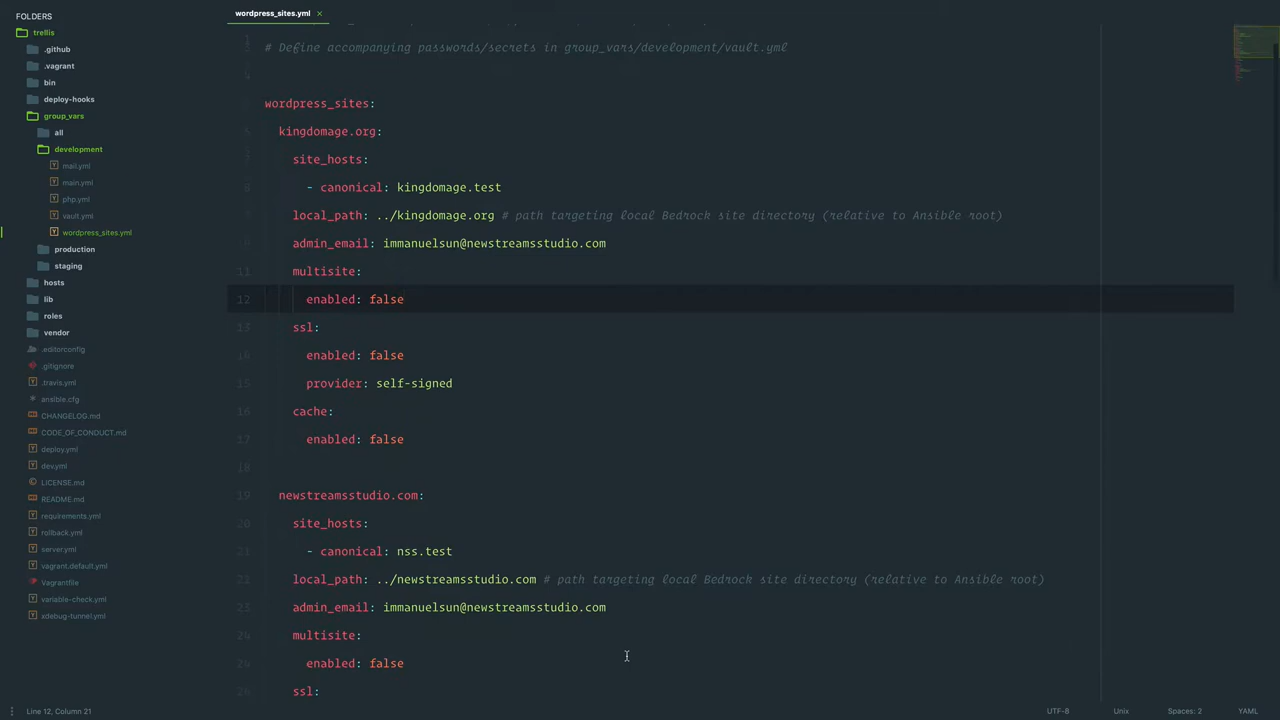 FOLDERS
trellis
.github
.vagrant
bin
deploy-hooks
group_vars
all
development
mail.yml
main.yml
php.yml
vault.yml
wordpress_sites.yml
production
staging
hosts
lib
roles
vendor
.editorconfig
.gitignore
.travis.yml
ansible.cfg
CHANGELOG.md
CODE_OF_CONDUCT.md
deploy.yml
dev.yml
LICENSE.md
README.md
requirements.yml
rollback.yml
server.yml
vagrant.default.yml
Vagrantfile
variable-check.yml
xdebug-tunnel.yml
wordpress_sites.yml ×
# Define accompanying passwords/secrets in group_vars/development/vault.yml
wordpress_sites:
kingdomage.org:
site_hosts:
- canonical: kingdomage.test
local_path: ../kingdomage.org # path targeting local Bedrock site directory (relative to Ansible root)
admin_email: immanuelsun@newstreamsstudio.com
11 multisite:
12 enabled: false
ssl:
enabled: false
provider: self-signed
16 cache:
17 enabled: false
18
19 newstreamsstudio.com:
20 site_hosts:
- canonical: nss.test
local_path: ../newstreamsstudio.com # path targeting local Bedrock site directory (relative to Ansible root)
admin_email: immanuelsun@newstreamsstudio.com
multisite:
enabled: false
ssl:
Line 12, Column 21
UTF-8
Unix
Spaces: 2
YAML